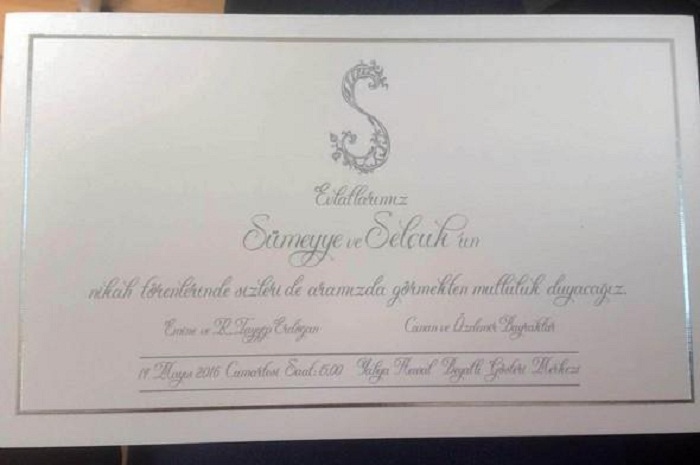 S
Evlatlarımız
Sümeyye ve Selçuk'un
nikâh törenlerinde sizleri de aramızda görmekten mutluluk duyacağız.
Emine ve R. Tayyip Erdoğan Canan ve Özdemir Bayraktar
14 Mayıs 2016 Cumartesi Saat: 15.00 Yahya Kemal Beyatlı Gösteri Merkezi